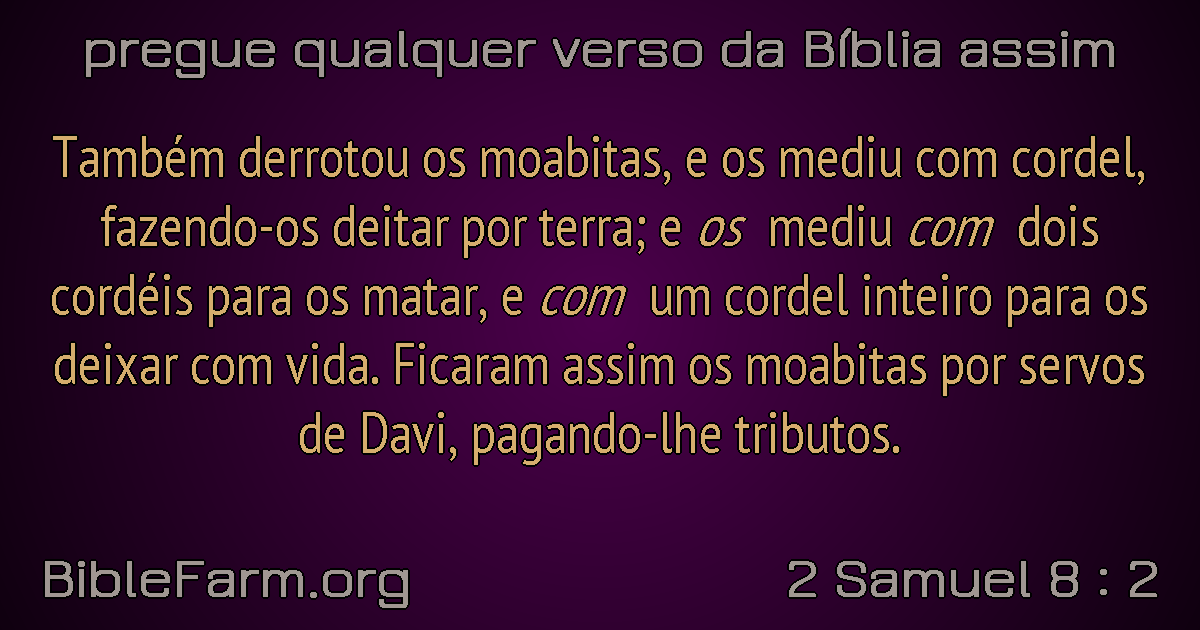 pregue qualquer verso da Bíblia assim
Também derrotou os moabitas, e os mediu com cordel,
fazendo-os deitar por terra; e os mediu com dois
cordéis para os matar, e com um cordel inteiro para os
deixar com vida. Ficaram assim os moabitas por servos
de Davi, pagando-lhe tributos.
BibleFarm.org
2 Samuel 8 : 2